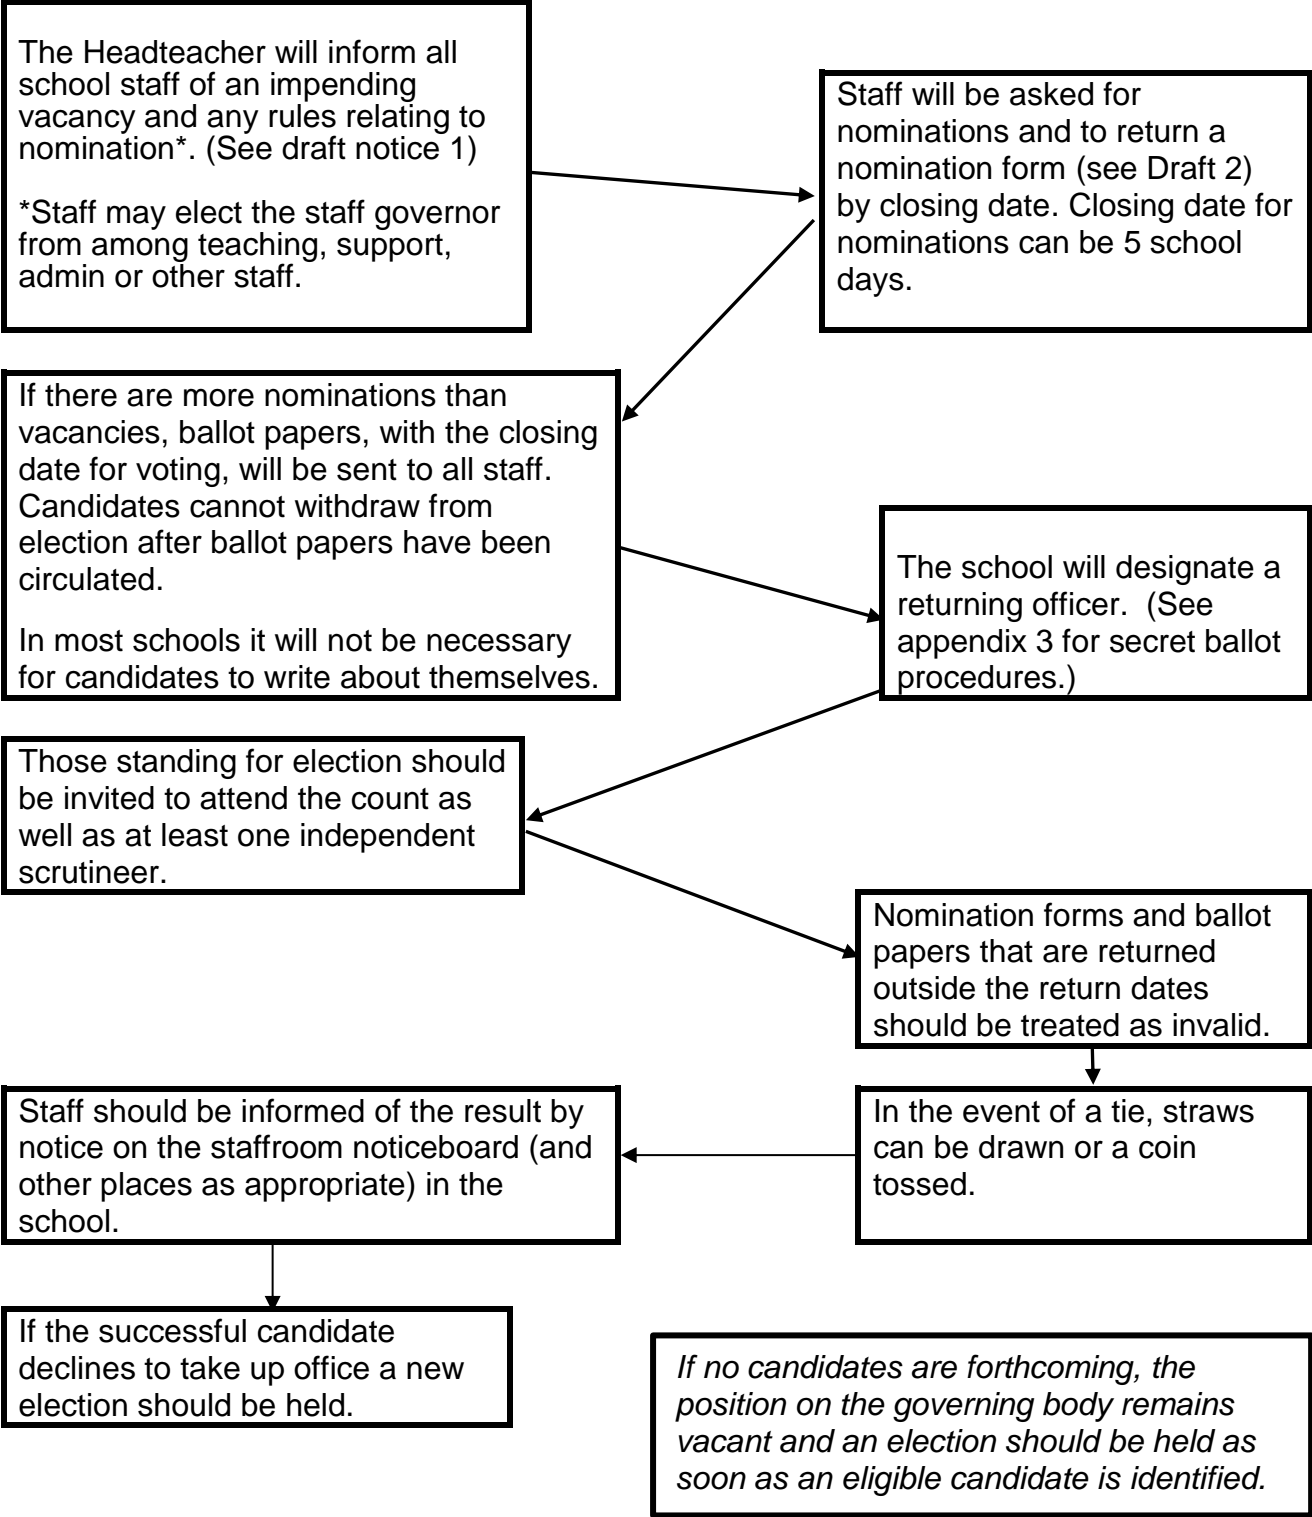 The Headteacher will inform all
school staff of an impending
vacancy and any rules relating to
nomination*. (See draft notice 1)
*Staff may elect the staff governor
from among teaching, support,
admin or other staff.
Staff will be asked for
nominations and to return a
nomination form (see Draft 2)
by closing date. Closing date for
nominations can be 5 school
days.
If there are more nominations than
vacancies, ballot papers, with the closing
date for voting, will be sent to all staff.
Candidates cannot withdraw from
election after ballot papers have been
circulated.
In most schools it will not be necessary
for candidates to write about themselves.
The school will designate a
returning officer.  (See
appendix 3 for secret ballot
procedures.)
Those standing for election should
be invited to attend the count as
well as at least one independent
scrutineer.
Nomination forms and ballot
papers that are returned
outside the return dates
should be treated as invalid.
In the event of a tie, straws
can be drawn or a coin
tossed.
Staff should be informed of the result by
notice on the staffroom noticeboard (and
other places as appropriate) in the
school.
If the successful candidate
declines to take up office a new
election should be held.
If no candidates are forthcoming, the
position on the governing body remains
vacant and an election should be held as
soon as an eligible candidate is identified.